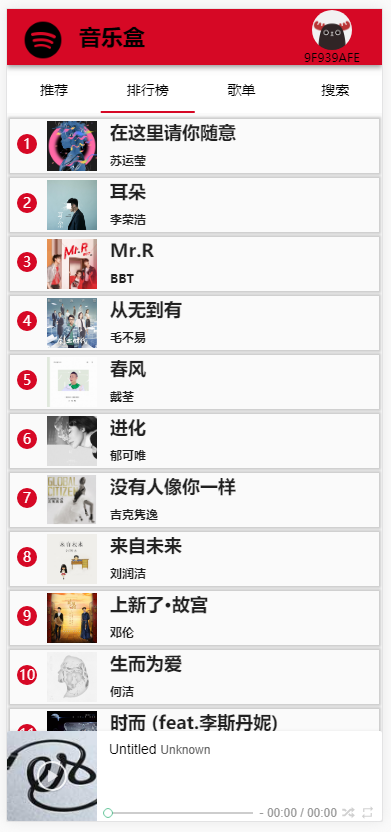 音乐盒
9F939AFE
推荐 排行榜 歌单 搜索
1
在这里请你随意
苏运莹
2
耳朵
李荣浩
3
Mr.R
BBT
4
从无到有
毛不易
5
春风
戴荃
6
进化
郁可唯
7
没有人像你一样
吉克隽逸
8
来自未来
刘润洁
9
上新了·故宫
邓伦
10
生而为爱
何洁
时而 (feat.李斯丹妮)
Untitled Unknown
- 00:00 / 00:00